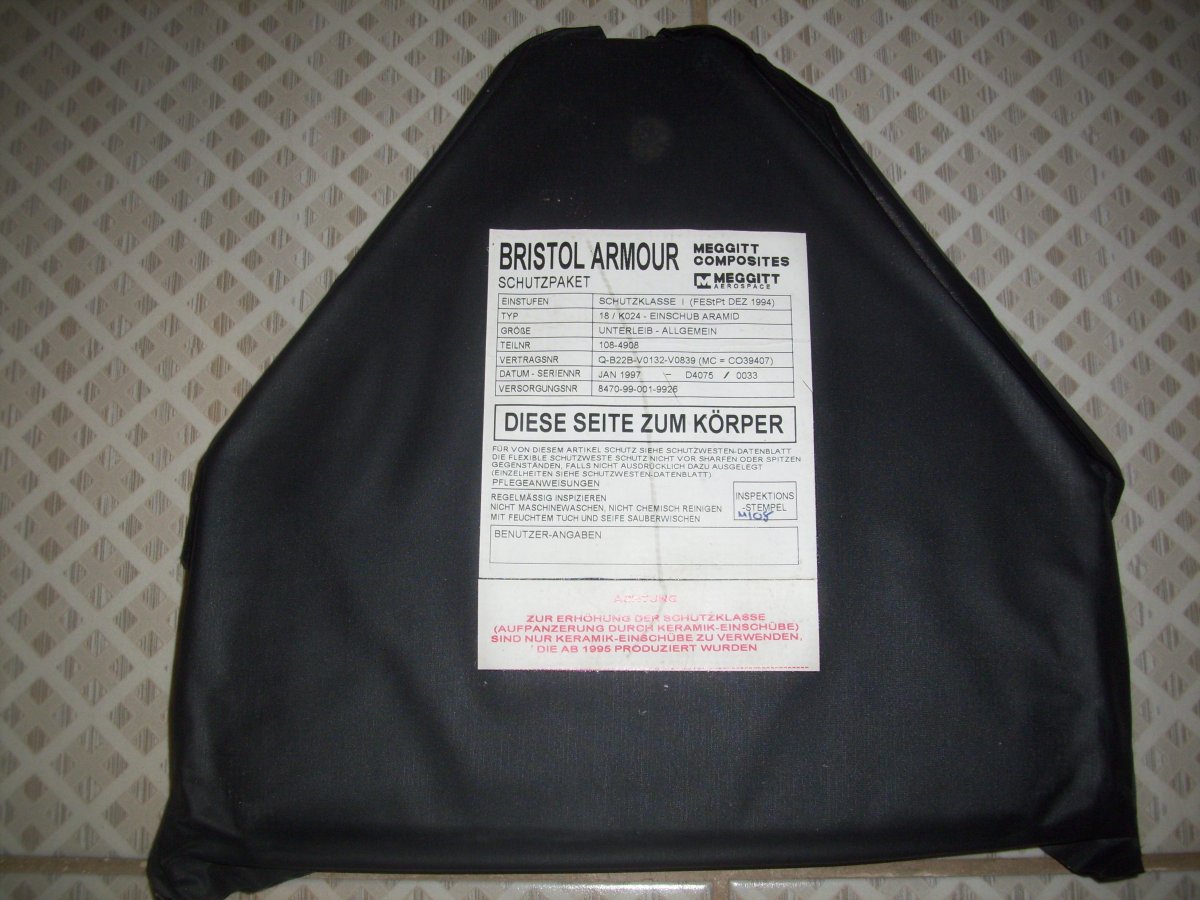 BRISTOL ARMOUR
MEGGITT
COMPOSITES
MEGGITT
AEROSPACE
SCHUTZPAKET
EINSTUFEN SCHUTZKLASSE I (FEStPt DEZ 1994)
TYP 18 / K024 - EINSCHUB ARAMID
GRÖßE UNTERLEIB - ALLGEMEIN
TEILNR 108-4908
VERTRAGSNR Q-B22B-V0132-V0839 (MC = CO39407)
DATUM - SERIENNR JAN 1997 – D4075 / 0033
VERSORGUNGSNR 8470-99-001-9926
DIESE SEITE ZUM KÖRPER
FÜR VON DIESEM ARTIKEL SCHUTZ SIEHE SCHUTZWESTEN-DATENBLATT
DIE FLEXIBLE SCHUTZWESTE SCHUTZ NICHT VOR SHARFEN ODER SPITZEN
GEGENSTÄNDEN, FALLS NICHT AUSDRÜCKLICH DAZU AUSGELEGT
(EINZELHEITEN SIEHE SCHUTZWESTEN-DATENBLATT)
PFLEGEANWEISUNGEN
REGELMÄSSIG INSPIZIEREN
NICHT MASCHINEWASCHEN, NICHT CHEMISCH REINIGEN
MIT FEUCHTEM TUCH UND SEIFE SAUBERWISCHEN
INSPEKTIONS
-STEMPEL
BENUTZER-ANGABEN
ACHTUNG
ZUR ERHÖHUNG DER SCHUTZKLASSE
(AUFPANZERUNG DURCH KERAMIK-EINSCHÜBE)
SIND NUR KERAMIK-EINSCHÜBE ZU VERWENDEN,
DIE AB 1995 PRODUZIERT WURDEN